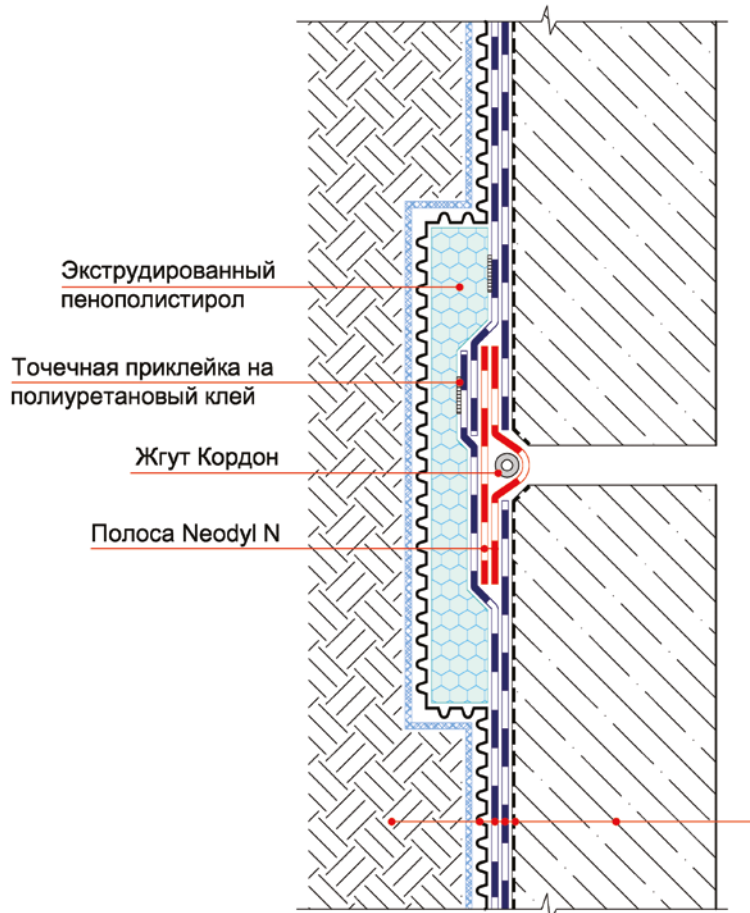 Экструдированный
пенополистирол
Точечная приклейка на
полиуретановый клей
Жгут Кордон
Полоса Neodyl N